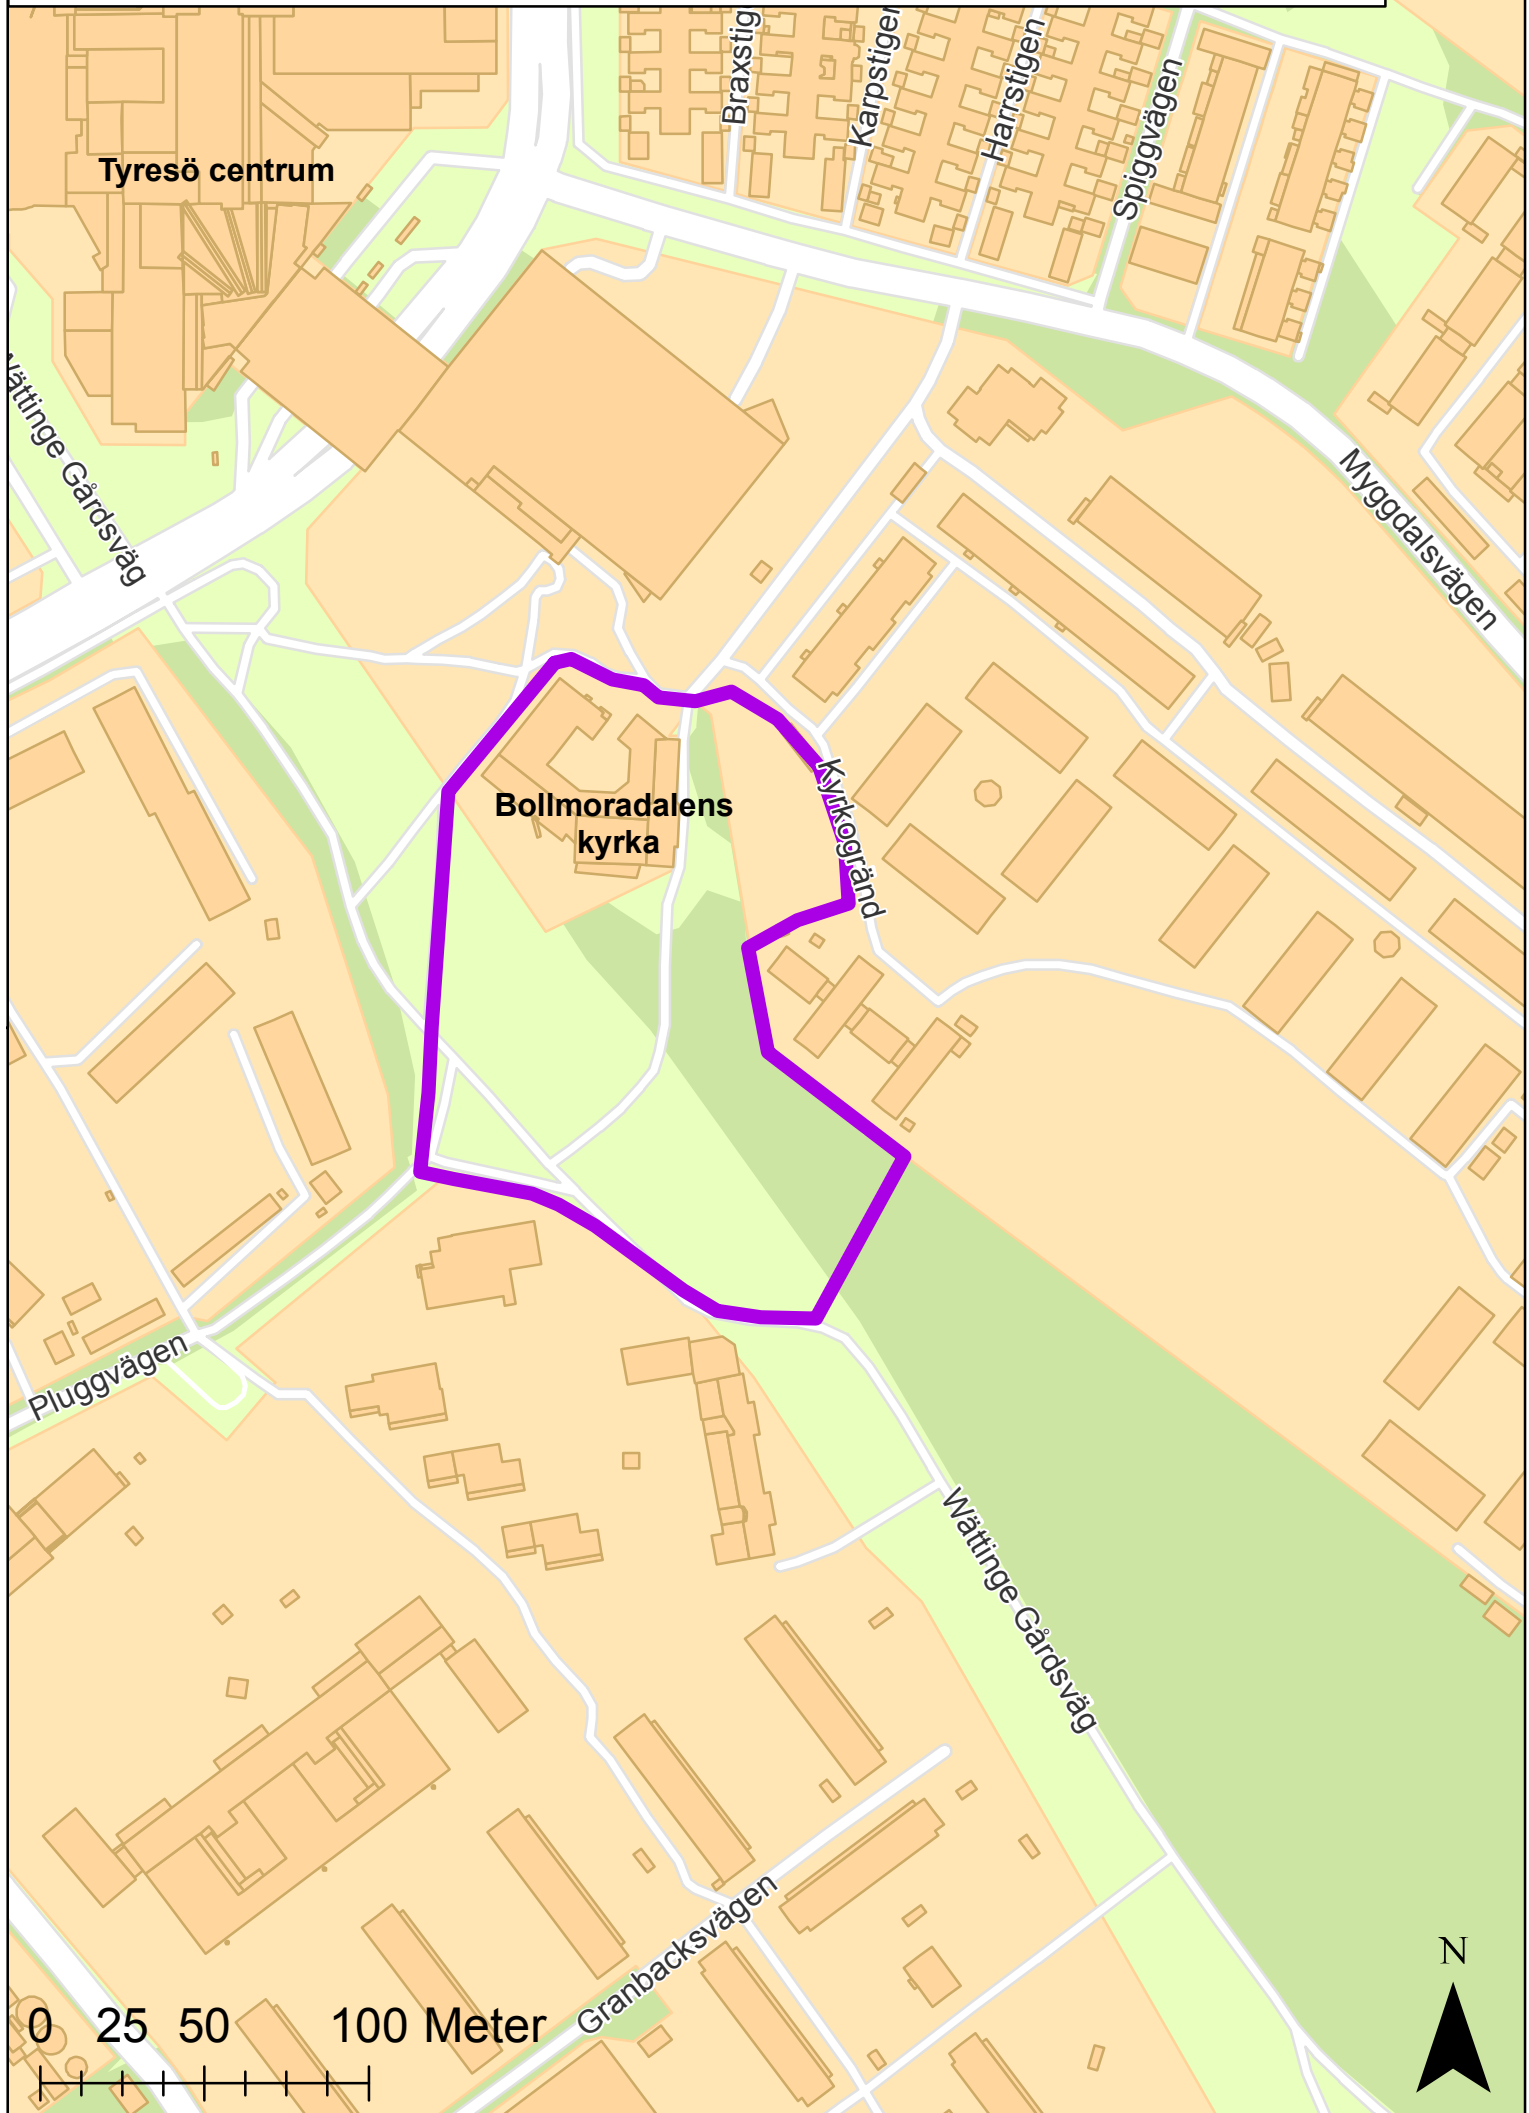 Braxstig
Karpstigen
Harrstigen
Spiggvägen
Tyresö centrum
Wättinge Gårdsväg
Myggdalsvägen
Bollmoradalens
kyrka
Kyrkogränd
Pluggvägen
Wättinge Gårdsväg
Granbacksvägen
N
0 25 50 100 Meter